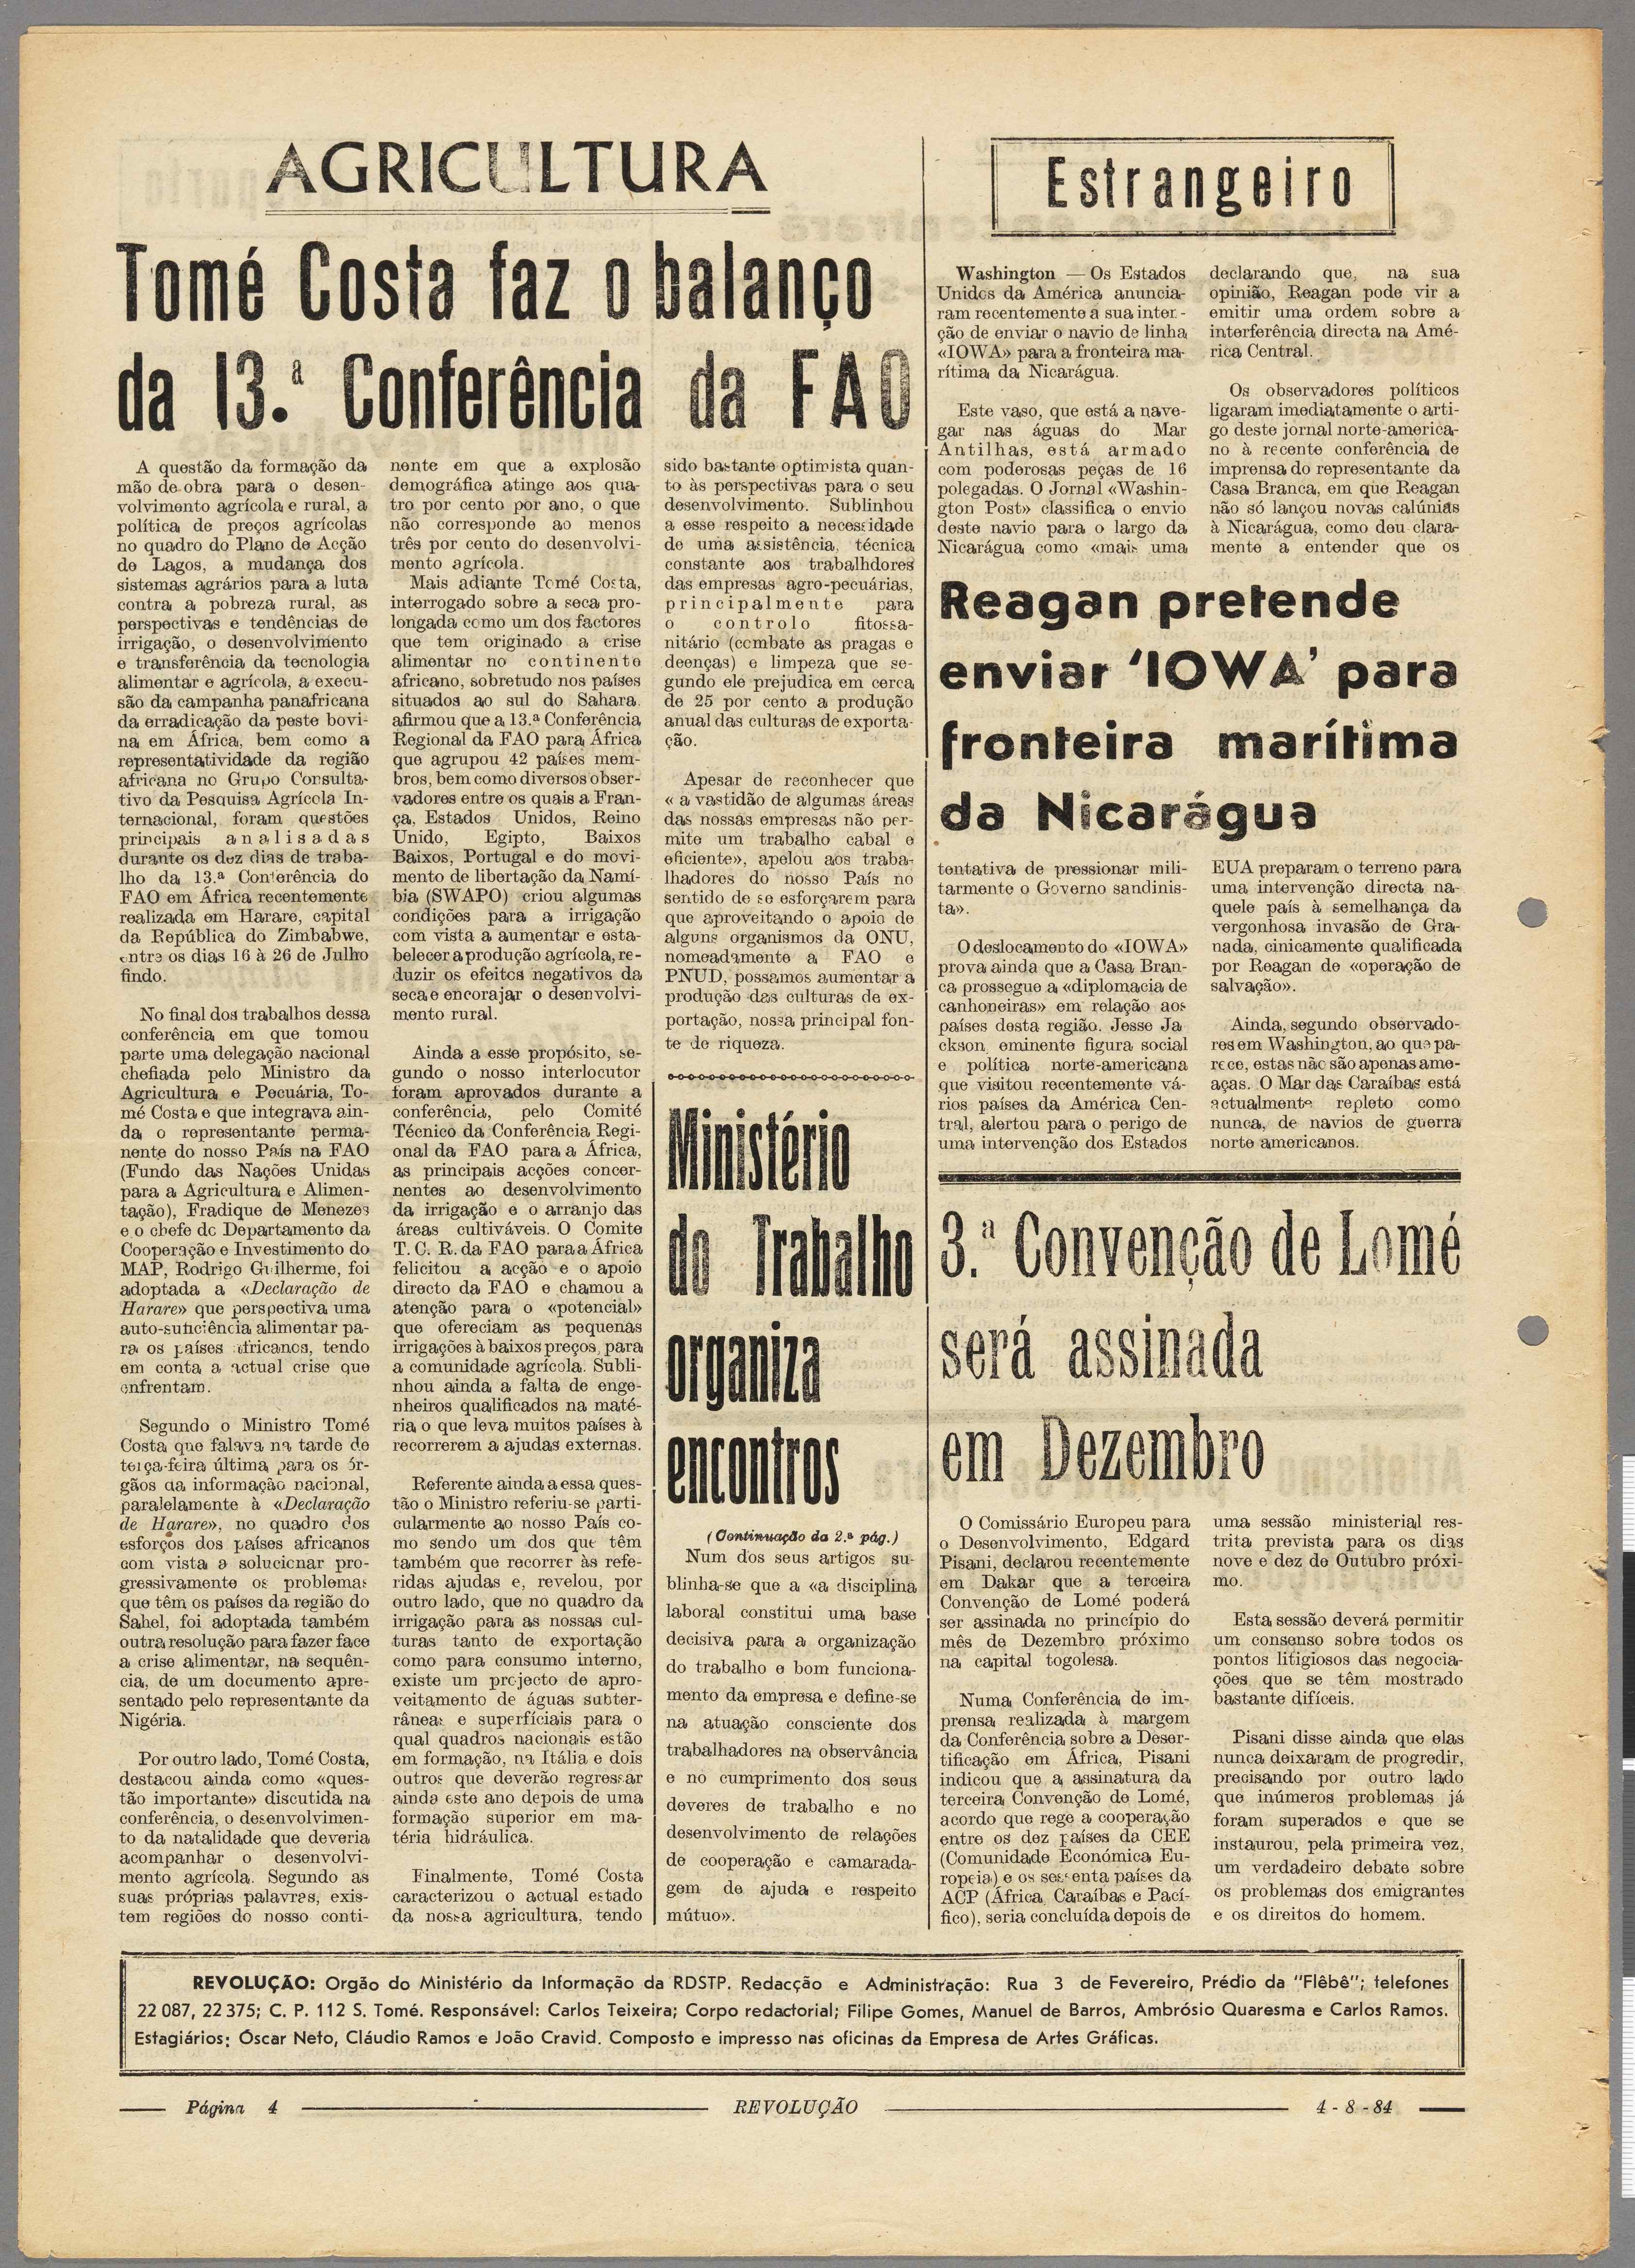 AGRICULTURA
Tomé Costa faz o balanço
da 13.ª Conferência da FAO
A questão da formação da
mão de obra para o desen-
volvimento agrícola e rural, a
política de preços agrícolas
no quadro do Plano de Acção
de Lagos, a mudança dos
sistemas agrários para a luta
contra a pobreza rural, as
perspectivas e tendências de
irrigação, o desenvolvimento
e transferência da tecnologia
alimentar e agrícola, a execu-
são da campanha panafricana
da erradicação da peste bovi-
na em África, bem como a
representatividade da região
africana no Grupo Consulta-
tivo da Pesquisa Agrícola In-
ternacional, foram questões
principais analisadas
durante os dez dias de traba-
lho da 13.ª Conferência do
FAO em África recentemente
realizada em Harare, capital
da República do Zimbabwe,
entre os dias 16 à 26 de Julho
findo.
No final dos trabalhos dessa
conferência em que tomou
parte uma delegação nacional
chefiada pelo Ministro da
Agricultura e Pecuária, To-
mé Costa e que integrava ain-
da o representante perma-
nente do nosso País na FAO
(Fundo das Nações Unidas
para a Agricultura e Alimen-
tação), Fradique de Menezes
e o chefe do Departamento da
Cooperação e Investimento do
MAP, Rodrigo Guilherme, foi
adoptada a «Declaração de
Harare» que perspectiva uma
auto-suficiência alimentar pa-
ra os países africanos, tendo
em conta a actual crise que
enfrentam.
Segundo o Ministro Tomé
Costa que falava na tarde de
terça-feira última para os ór-
gãos da informação nacional,
paralelamente à «Declaração
de Harare», no quadro dos
esforços dos países africanos
com vista a solucionar pro-
gressivamente os problemas
que têm os países da região do
Sahel, foi adoptada também
outra resolução para fazer face
a crise alimentar, na sequên-
cia, de um documento apre-
sentado pelo representante da
Nigéria.
Por outro lado, Tomé Costa,
destacou ainda como «ques-
tão importante» discutida na
conferência, o desenvolvimen-
to da natalidade que deveria
acompanhar o desenvolvi-
mento agrícola. Segundo as
suas próprias palavras, exis-
tem regiões do nosso conti-
nente em que a explosão
demográfica atinge aos qua-
tro por cento por ano, o que
não corresponde ao menos
três por cento do desenvolvi-
mento agrícola.
Mais adiante Tomé Costa,
interrogado sobre a seca pro-
longada como um dos factores
que tem originado a crise
alimentar no continente
africano, sobretudo nos países
situados ao sul do Sahara,
afirmou que a 13.ª Conferência
Regional da FAO para África
que agrupou 42 países mem-
bros, bem como diversos obser-
vadores entre os quais a Fran-
ça, Estados Unidos, Reino
Unido, Egipto, Baixos
Baixos, Portugal e do movi-
mento de libertação da Namí-
bia (SWAPO) criou algumas
condições para a irrigação
com vista a aumentar e esta-
belecer a produção agrícola, re-
duzir os efeitos negativos da
seca e encorajar o desenvolvi-
mento rural.
Ainda a esse propósito, se-
gundo o nosso interlocutor
foram aprovados durante a
conferência, pelo Comité
Técnico da Conferência Regi-
onal da FAO para a África,
as principais acções concer-
nentes ao desenvolvimento
da irrigação e o arranjo das
áreas cultiváveis. O Comite
T. C. R. da FAO para a África
felicitou a acção e o apoio
directo da FAO e chamou a
atenção para o «potencial»
que ofereciam as pequenas
irrigações à baixos preços, para
a comunidade agrícola. Subli-
nhou ainda a falta de enge-
nheiros qualificados na maté-
ria o que leva muitos países à
recorrerem a ajudas externas.
Referente ainda a essa ques-
tão o Ministro referiu-se parti-
cularmente ao nosso País co-
mo sendo um dos que têm
também que recorrer às refe-
ridas ajudas e, revelou, por
outro lado, que no quadro da
irrigação para as nossas cul-
turas tanto de exportação
como para consumo interno,
existe um projecto de apro-
veitamento de águas subter-
râneas e superfíciais para o
qual quadros nacionais estão
em formação, na Itália e dois
outros que deverão regressar
ainda este ano depois de uma
formação superior em ma-
téria hidráulica.
Finalmente, Tomé Costa
caracterizou o actual estado
da nossa agricultura, tendo
sido bastante optimista quan-
to às perspectivas para o seu
desenvolvimento. Sublinhou
a esse respeito a necessidade
de uma assistência, técnica
constante aos trabalhdores
das empresas agro-pecuárias,
principalmente para
o controlo fitossa-
nitário (combate as pragas e
deenças) e limpeza que se-
gundo ele prejudica em cerca
de 25 por cento a produção
anual das culturas de exporta-
ção.
Apesar de reconhecer que
« a vastidão de algumas áreas
das nossas empresas não per-
mite um trabalho cabal e
eficiente», apelou aos traba-
lhadores do nosso País no
sentido de se esforçarem para
que aproveitando o apoio de
alguns organismos da ONU,
nomeadamente a FAO e
PNUD, possamos aumentar a
produção das culturas de ex-
portação, nossa principal fon-
te de riqueza.
Ministério
do Trabalho
organiza
encontros
(Continuação da 2.ª pág.)
Num dos seus artigos su-
blinha-se que a «a disciplina
laboral constitui uma base
decisiva para a organização
do trabalho e bom funciona-
mento da empresa e define-se
na atuação consciente dos
trabalhadores na observância
e no cumprimento dos seus
deveres de trabalho e no
desenvolvimento de relações
de cooperação e camarada-
gem de ajuda e respeito
mútuo».
Estrangeiro
Washington — Os Estados
Unidos da América anuncia-
ram recentemente a sua inten-
ção de enviar o navio de linha
«IOWA» para a fronteira ma-
rítima da Nicarágua.
Este vaso, que está a nave-
gar nas águas do Mar
Antilhas, está armado
com poderosas peças de 16
polegadas. O Jornal «Washin-
gton Post» classifica o envio
deste navio para o largo da
Nicarágua como «mais uma
declarando que, na sua
opinião, Reagan pode vir a
emitir uma ordem sobre a
interferência directa na Amé-
rica Central.
Os observadores políticos
ligaram imediatamente o arti-
go deste jornal norte-america-
no à recente conferência de
imprensa do representante da
Casa Branca, em que Reagan
não só lançou novas calúnias
à Nicarágua, como deu clara-
mente a entender que os
Reagan pretende
enviar ‘IOWA’ para
fronteira marítima
da Nicarágua
tentativa de pressionar mili-
tarmente o Governo sandinis-
ta».
O deslocamento do «IOWA»
prova ainda que a Casa Bran-
ca prossegue a «diplomacia de
canhoneiras» em relação aos
países desta região. Jesse Ja
ckson, eminente figura social
e política norte-americana
que visitou recentemente vá-
rios países da América Cen-
tral, alertou para o perigo de
uma intervenção dos Estados
EUA preparam o terreno para
uma intervenção directa na-
quele país à semelhança da
vergonhosa invasão de Gra-
nada, cinicamente qualificada
por Reagan de «operação de
salvação».
Ainda, segundo observado-
res em Washington, ao que pa-
rece, estas não são apenas ame-
aças. O Mar das Caraíbas está
actualmente repleto como
nunca, de navios de guerra
norte americanos.
3.ª Convenção de Lomé
será assinada
em Dezembro
O Comissário Europeu para
o Desenvolvimento, Edgard
Pisani, declarou recentemente
em Dakar que a terceira
Convenção de Lomé poderá
ser assinada no princípio do
mês de Dezembro próximo
na capital togolesa.
Numa Conferência de im-
prensa realizada à margem
da Conferência sobre a Deser-
tificação em África, Pisani
indicou que a assinatura da
terceira Convenção de Lomé,
acordo que rege a cooperação
entre os dez países da CEE
(Comunidade Económica Eu-
ropeia) e os sessenta países da
ACP (África, Caraíbas e Pací-
fico), seria concluída depois de
uma sessão ministerial res-
trita prevista para os dias
nove e dez de Outubro próxi-
mo.
Esta sessão deverá permitir
um consenso sobre todos os
pontos litigiosos das negocia-
ções que se têm mostrado
bastante difíceis.
Pisani disse ainda que elas
nunca deixaram de progredir,
precisando por outro lado
que inúmeros problemas já
foram superados e que se
instaurou, pela primeira vez,
um verdadeiro debate sobre
os problemas dos emigrantes
e os direitos do homem.
REVOLUÇÃO: Orgão do Ministério da Informação da RDSTP. Redacção e Administração: Rua 3 de Fevereiro, Prédio da "Flêbê"; telefones
22 087, 22 375; C. P. 112 S. Tomé. Responsável: Carlos Teixeira; Corpo redactorial; Filipe Gomes, Manuel de Barros, Ambrósio Quaresma e Carlos Ramos.
Estagiários: Óscar Neto, Cláudio Ramos e João Cravid. Composto e impresso nas oficinas da Empresa de Artes Gráficas.
Página 4 REVOLUÇÃO 4 - 8 - 84